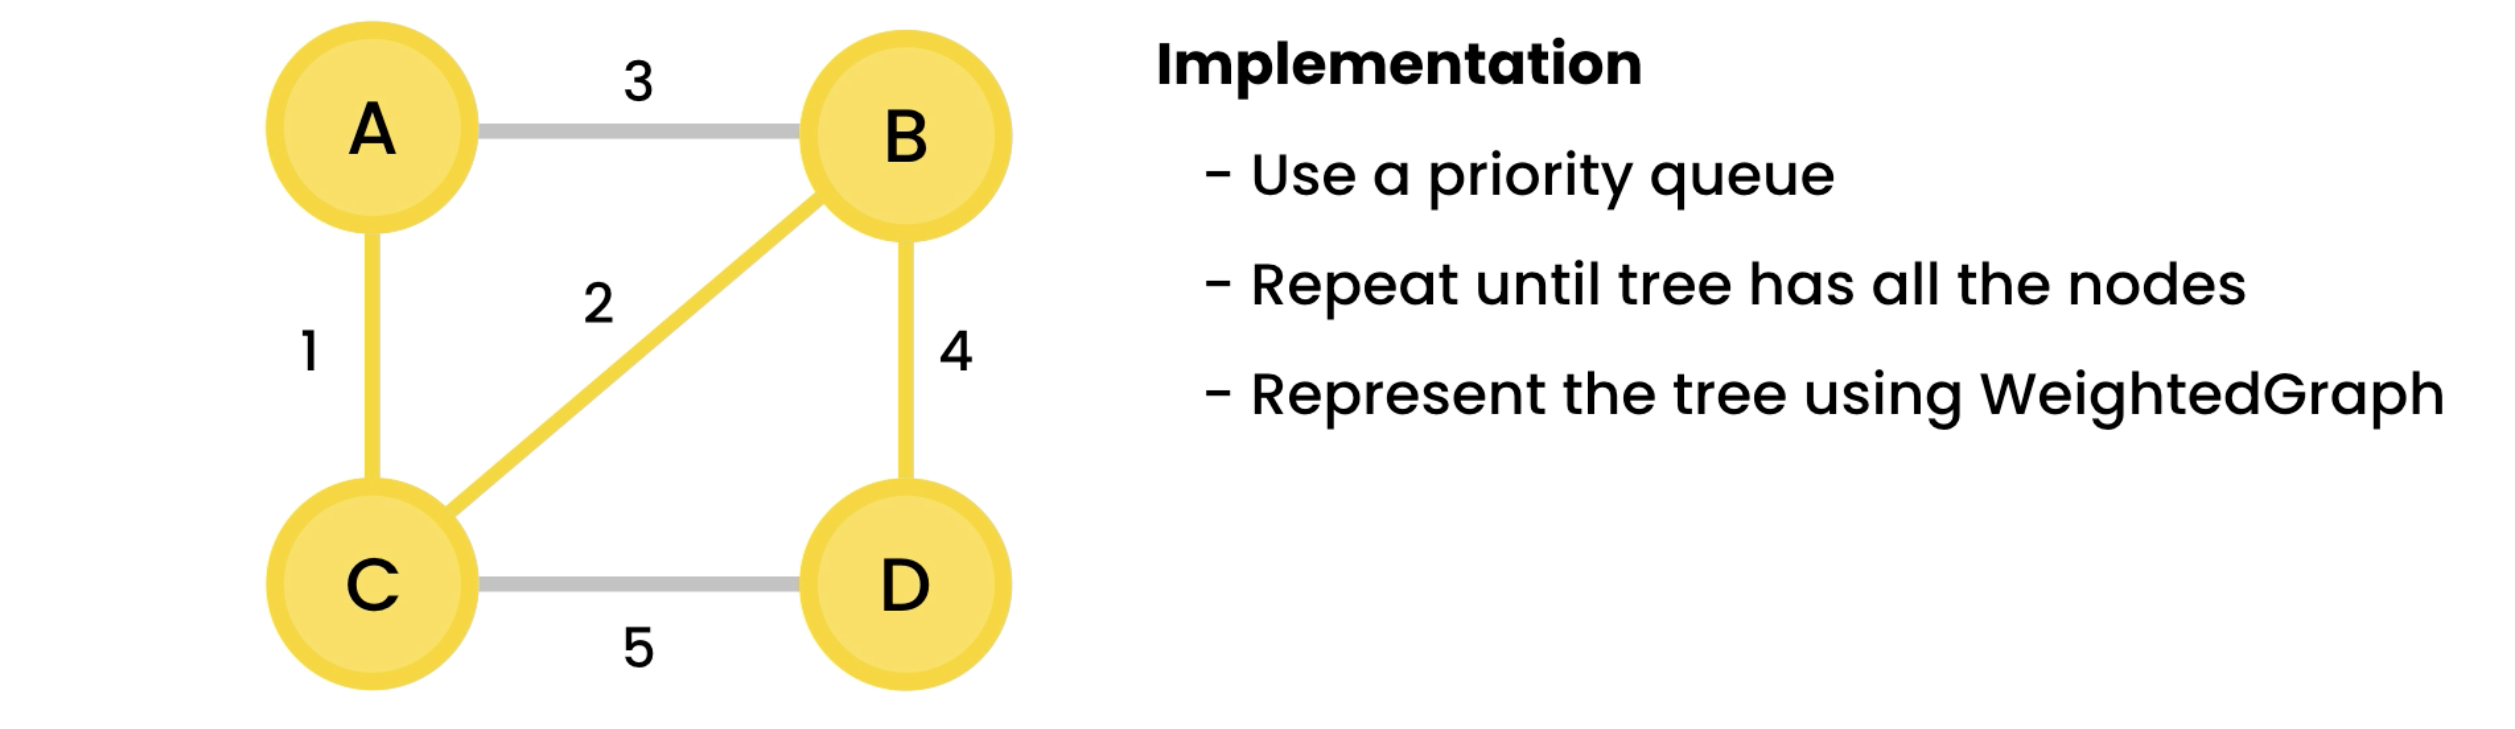 A
3
B
1
2
4
C
5
D
Implementation
- Use a priority queue
- Repeat until tree has all the nodes
- Represent the tree using WeightedGraph